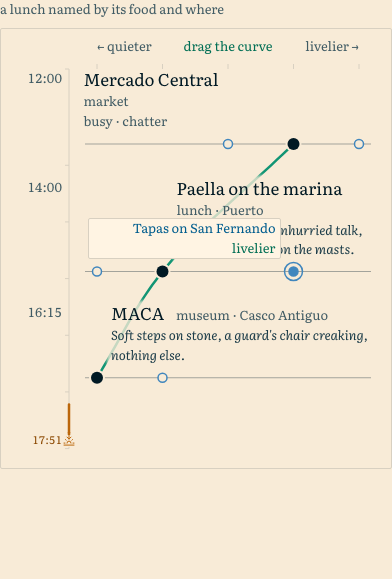 a lunch named by its food and where
← quieter drag the curve livelier →
12:00 Mercado Central
market
busy · chatter
14:00 Paella on the marina
lunch · Puerto
Tapas on San Fernando
livelier
nhurried talk,
n the masts.
16:15 MACA museum · Casco Antiguo
Soft steps on stone, a guard's chair creaking,
nothing else.
17:51